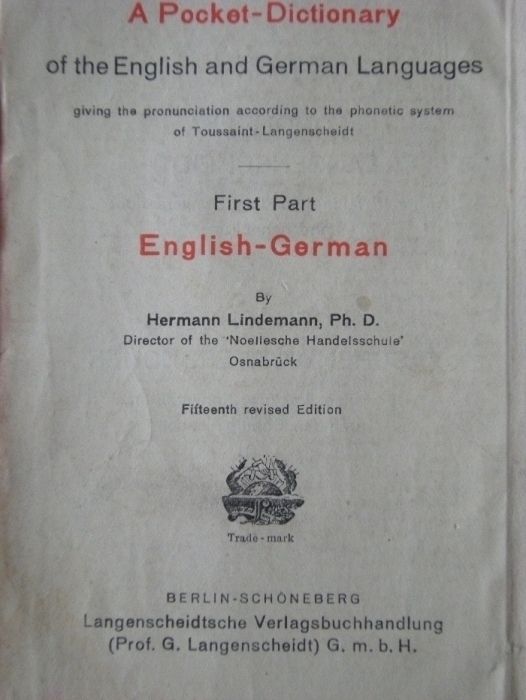 A Pocket-Dictionary
of the English and German Languages
giving the pronunciation according to the phonetic system
of Toussaint-Langenscheidt
First Part
English-German
By
Hermann Lindemann, Ph. D.
Director of the 'Noellesche Handelsschule'
Osnabrück
Fifteenth revised Edition
Trade-mark
BERLIN-SCHÖNEBERG
Langenscheidtsche Verlagsbuchhandlung
(Prof. G. Langenscheidt) G. m. b. H.